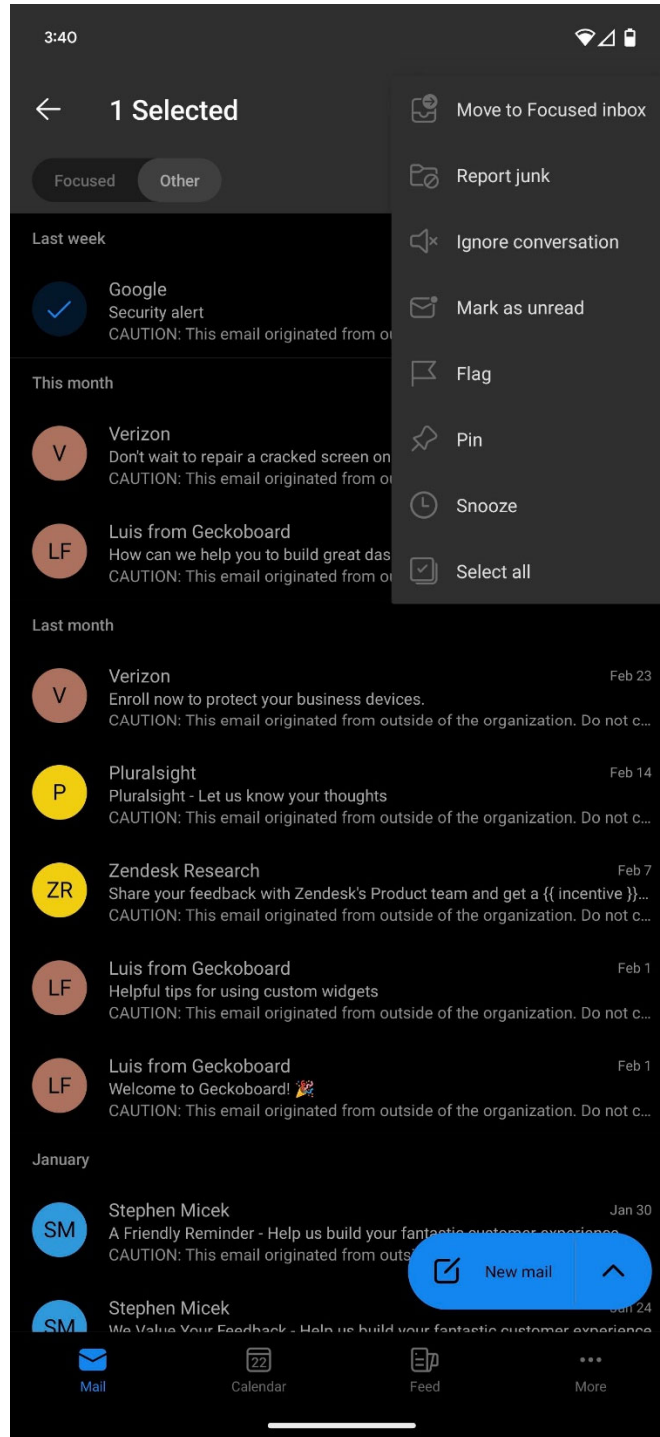 3:40
1 Selected
Focused Other
Move to Focused inbox
Report junk
Ignore conversation
Mark as unread
Flag
Pin
Snooze
Select all
Last week
Google
Security alert
CAUTION: This email originated from
This month
V
Verizon
Don't wait to repair a cracked screen on
CAUTION: This email originated from
LF
Luis from Geckoboard
How can we help you to build great
CAUTION: This email originated from
Last month
V
Verizon Feb 23
Enroll now to protect your business devices.
CAUTION: This email originated from outside of the organization. Do not c...
P
Pluralsight Feb 14
Pluralsight - Let us know your thoughts
CAUTION: This email originated from outside of the organization. Do not c...
ZR
Zendesk Research Feb 7
Share your feedback with Zendesk's Product team and get a {{ incentive }}...
CAUTION: This email originated from outside of the organization. Do not c...
LF
Luis from Geckoboard Feb 1
Helpful tips for using custom widgets
CAUTION: This email originated from outside of the organization. Do not c...
LF
Luis from Geckoboard Feb 1
Welcome to Geckoboard! 🎉
CAUTION: This email originated from outside of the organization. Do not c...
January
SM
Stephen Micek Jan 30
A Friendly Reminder - Help us build your fantastic customer experience
CAUTION: This email originated from
New mail
SM
Stephen Micek Jan 24
We Value Your Feedback - Help us build your fantastic customer experience
22
Mail Calendar Feed More